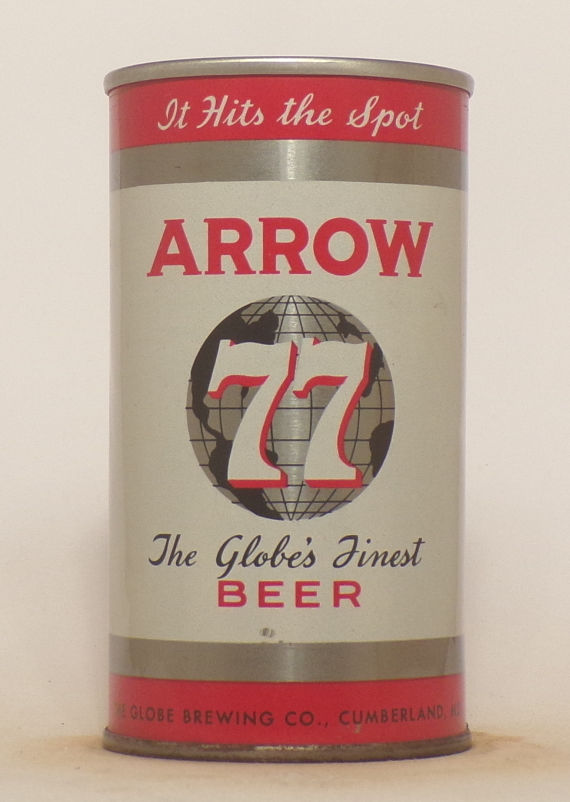 It Hits the Spot
ARROW
77
The Globe's Finest
BEER
GLOBE BREWING CO., CUMBERLAND,